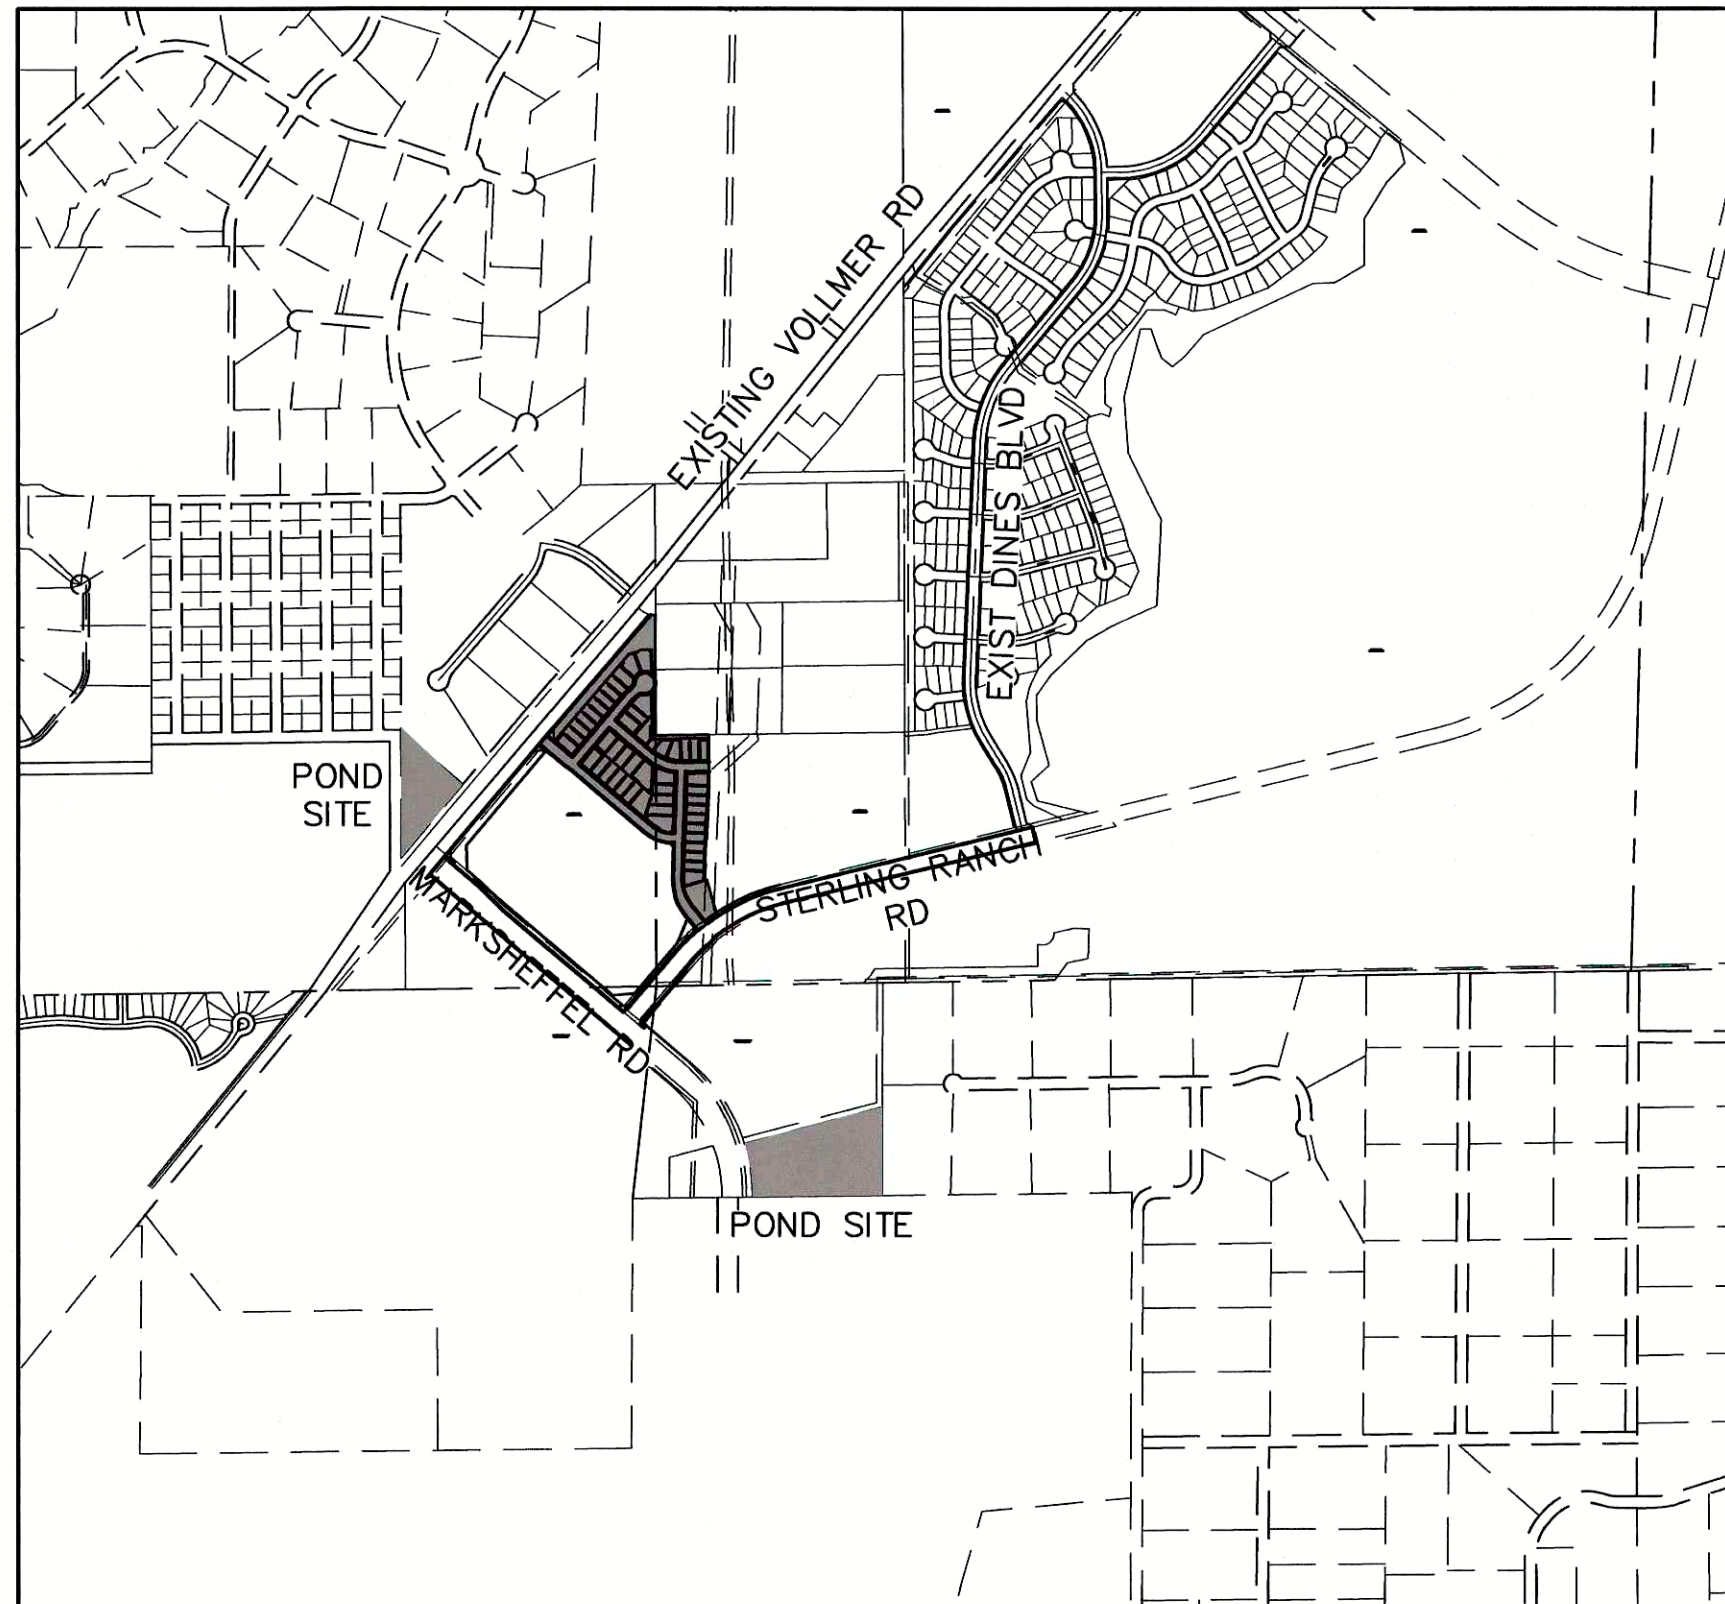 EXISTING VOLLMER RD
EXIST DINES BLVD
POND
SITE
STERLING RANCH
RD
MARKSHEFFEL RD
POND SITE